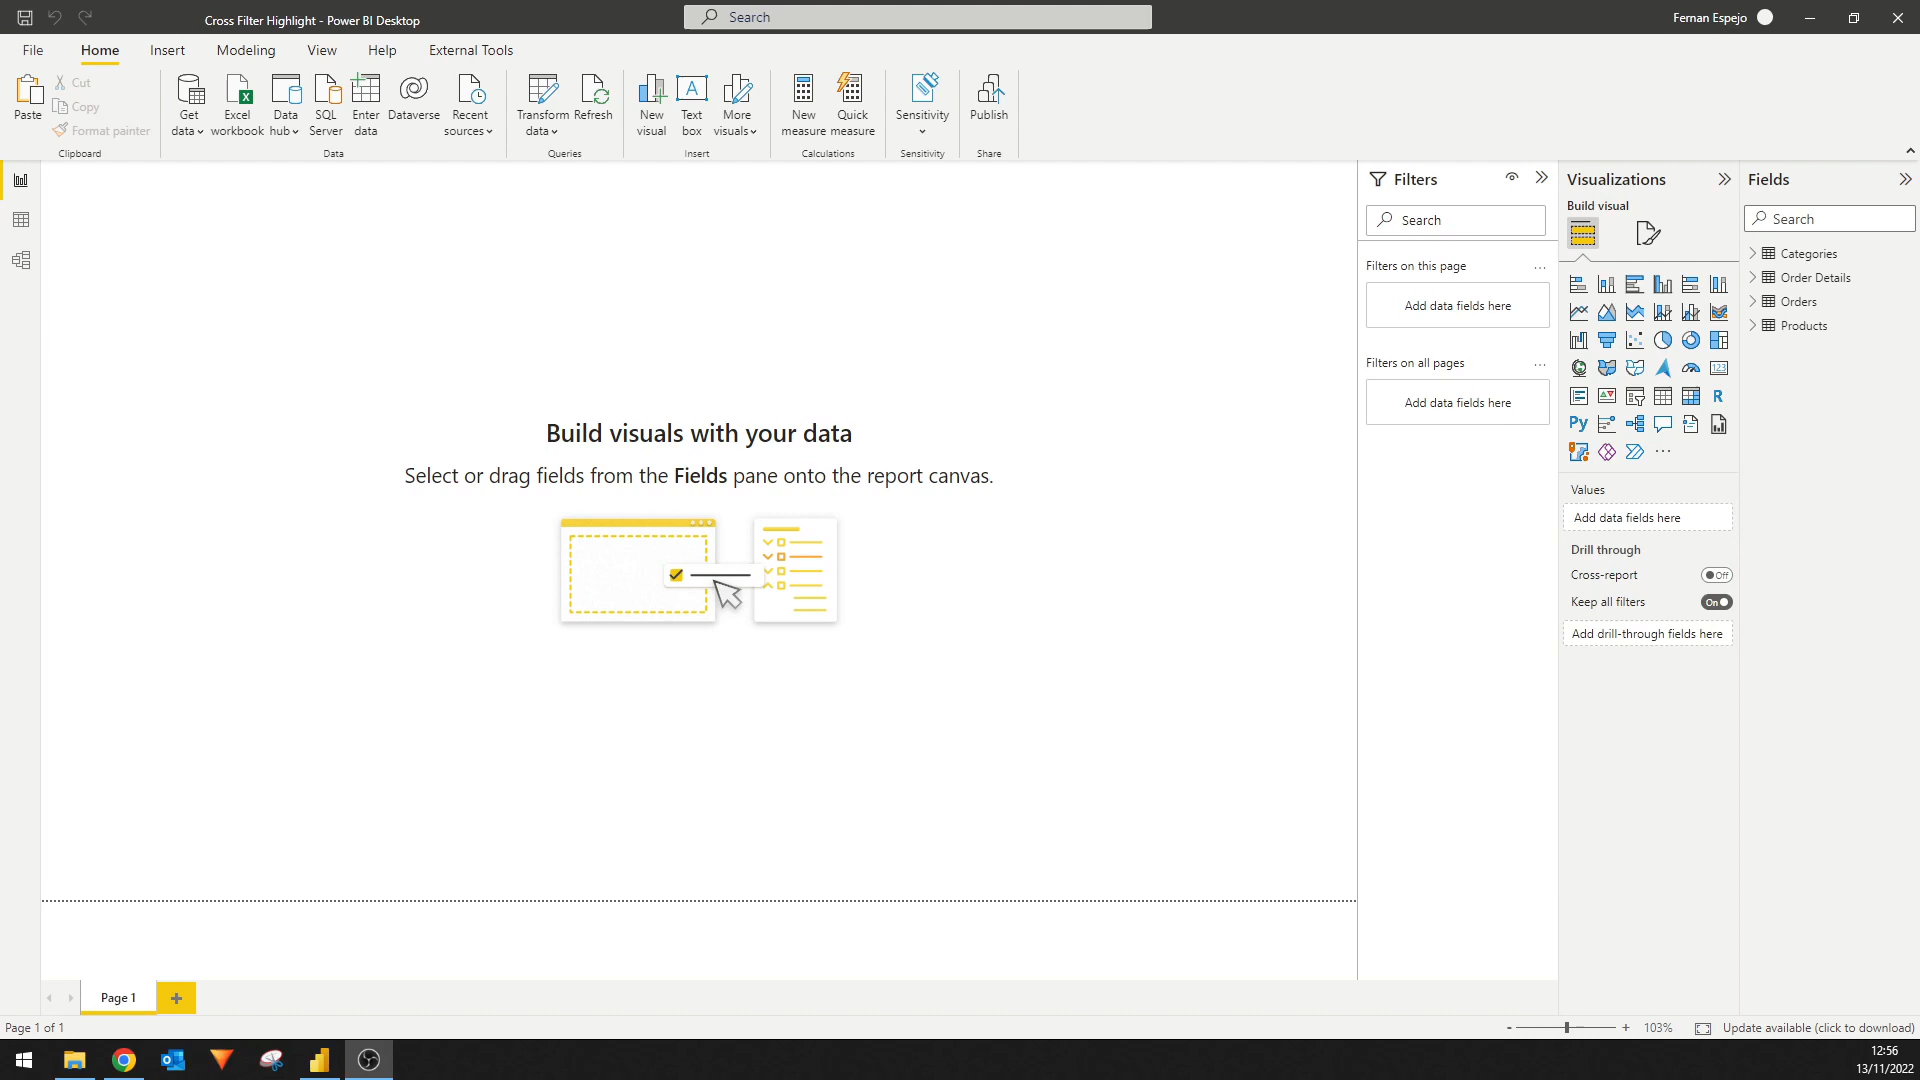 Cross Filter Highlight - Power BI Desktop
Search
Fernan Espejo
File Home Insert Modeling View Help External Tools
Paste
Cut
Copy
Format painter
Clipboard
Get data
Excel workbook
Data hub
SQL Server
Enter data
Dataverse
Recent sources
Data
Transform data
Refresh
Queries
New visual
A
Text box
More visuals
Insert
New measure
Quick measure
Calculations
Sensitivity
Sensitivity
Publish
Share
Build visuals with your data
Select or drag fields from the Fields pane onto the report canvas.
Filters
Search
Filters on this page ...
Add data fields here
Filters on all pages ...
Add data fields here
Visualizations
Build visual
123
R
Py
...
Values
Add data fields here
Drill through
Cross-report Off
Keep all filters On
Add drill-through fields here
Fields
Search
Categories
Order Details
Orders
Products
Page 1
+
Page 1 of 1
- + 103%
Update available (click to download)
12:56
13/11/2022